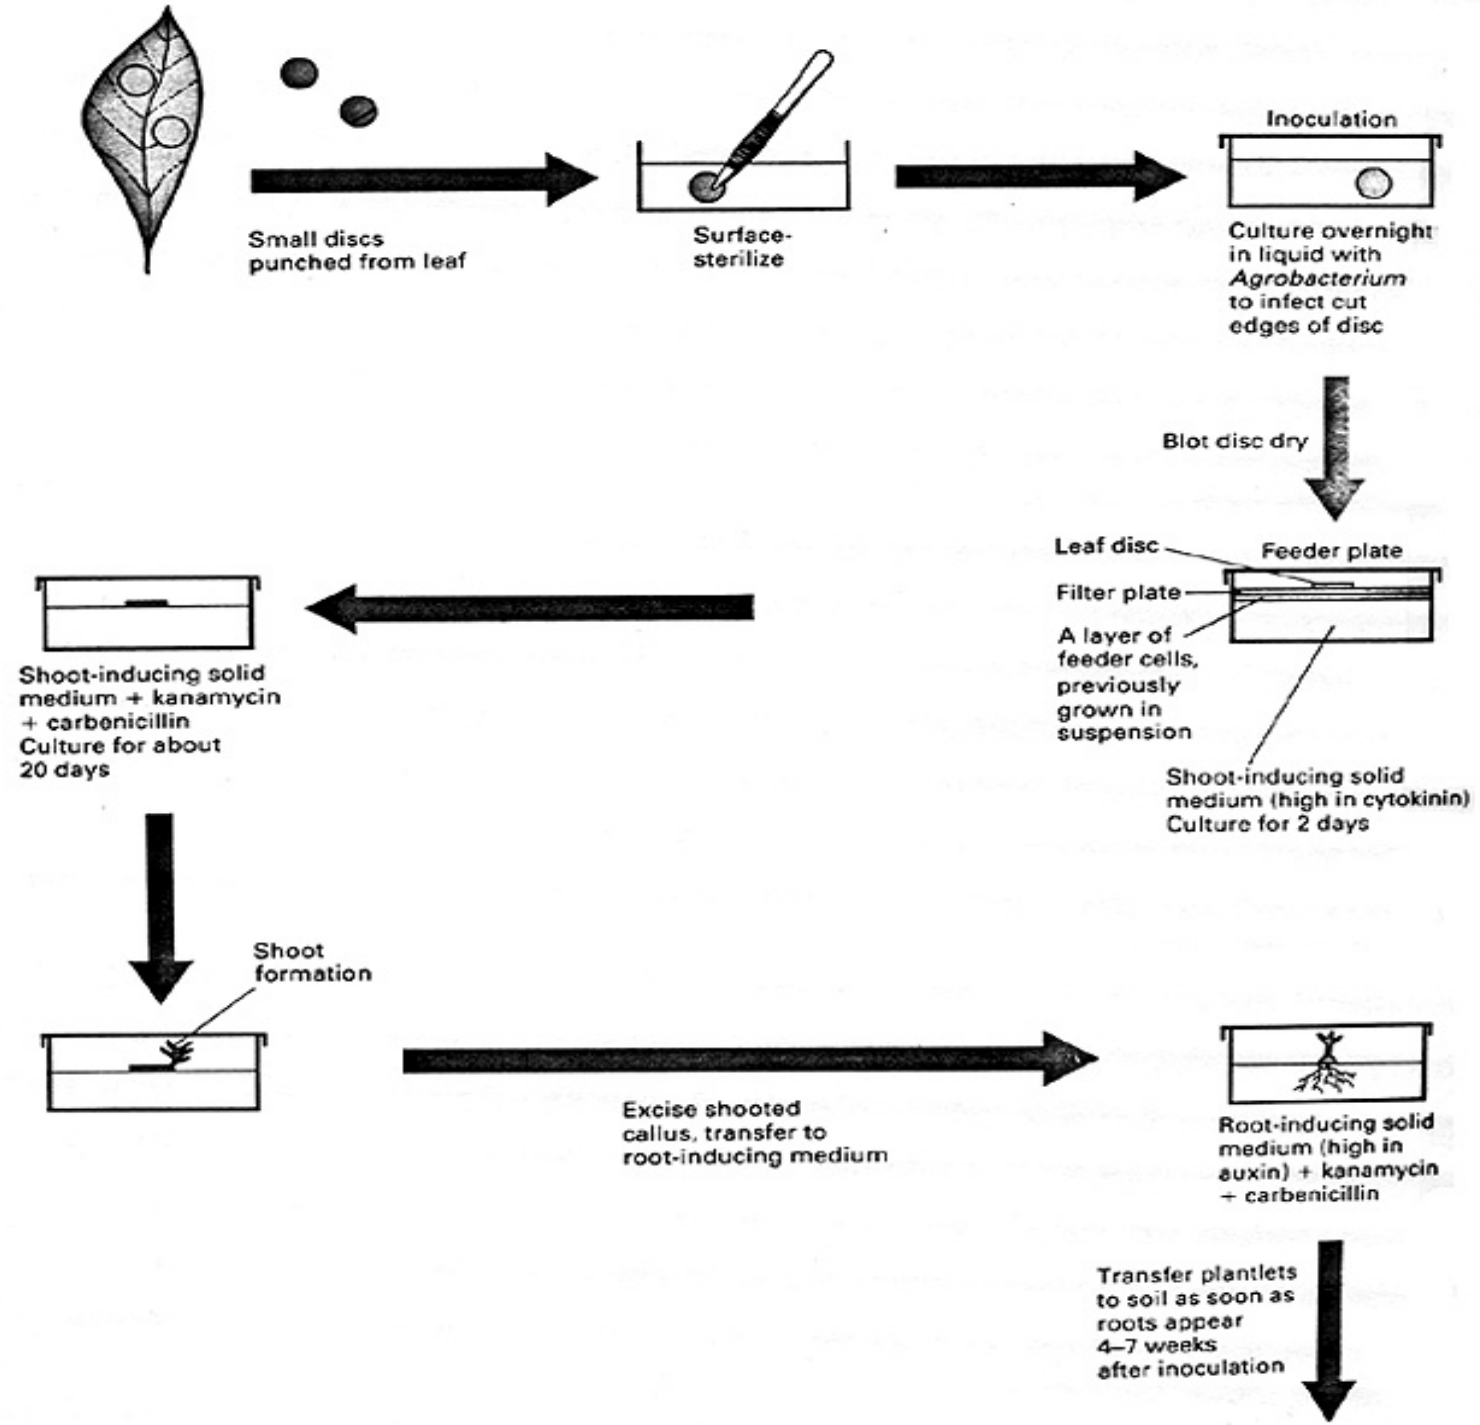 Small discs
punched from leaf
Surface-
sterilize
Inoculation
Culture overnight
in liquid with
Agrobacterium
to infect cut
edges of disc
Blot disc dry
Leaf disc
Feeder plate
Filter plate
A layer of
feeder cells,
previously
grown in
suspension
Shoot-inducing solid
medium (high in cytokinin)
Culture for 2 days
Shoot-inducing solid
medium + kanamycin
+ carbenicillin
Culture for about
20 days
Shoot
formation
Excise shooted
callus, transfer to
root-inducing medium
Root-inducing solid
medium (high in
auxin) + kanamycin
+ carbenicillin
Transfer plantlets
to soil as soon as
roots appear
4–7 weeks
after inoculation